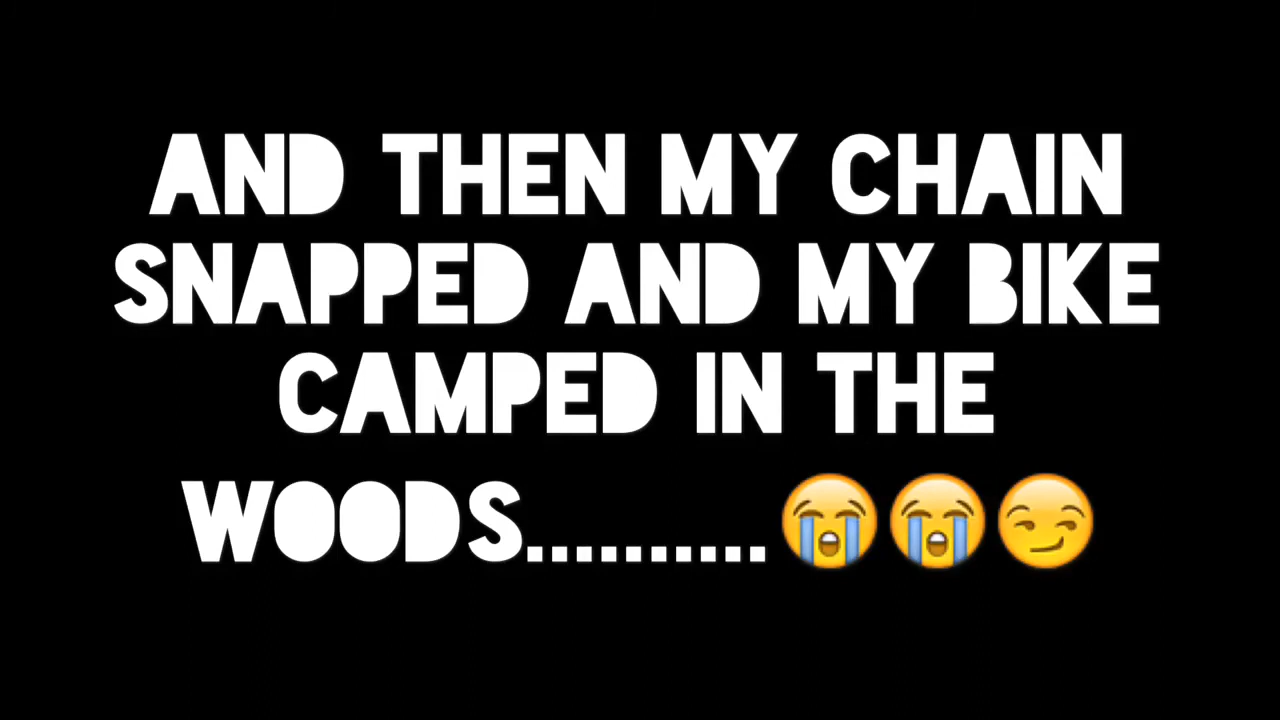 AND THEN MY CHAIN
SNAPPED AND MY BIKE
CAMPED IN THE
WOODS..........😭😭😏